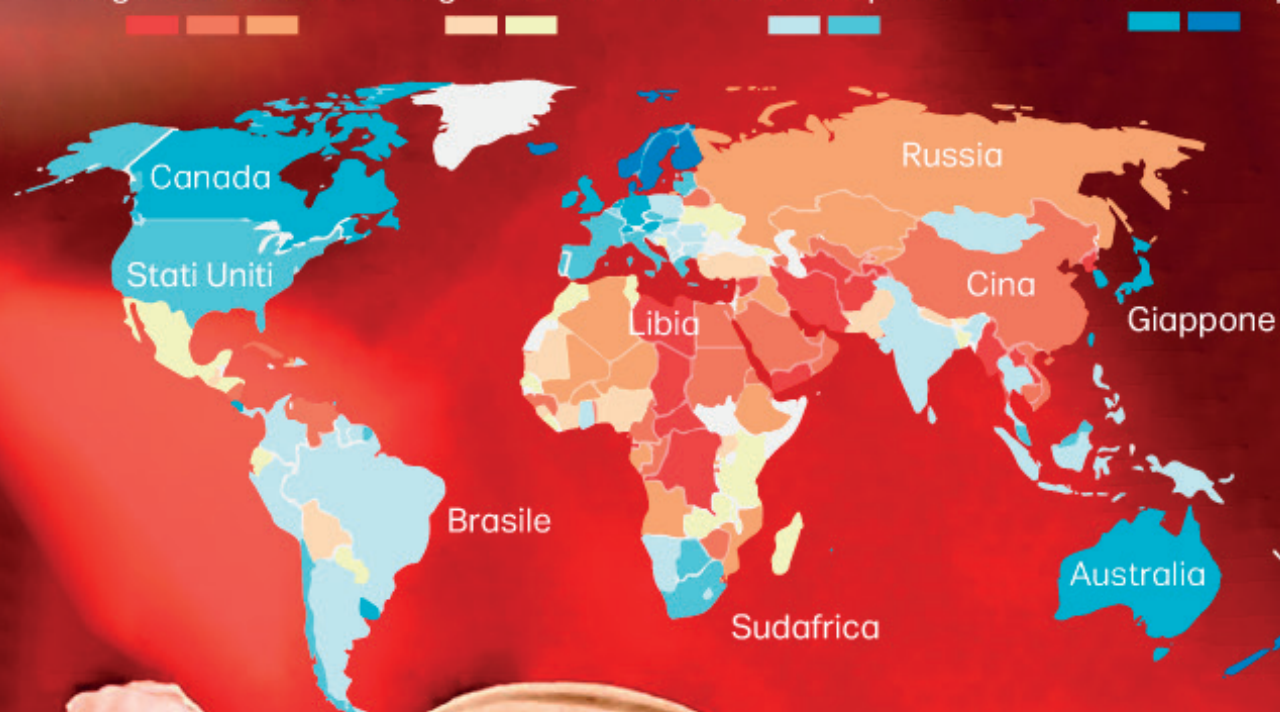 Canada
Russia
Stati Uniti
Cina
Libia
Giappone
Brasile
Australia
Sudafrica